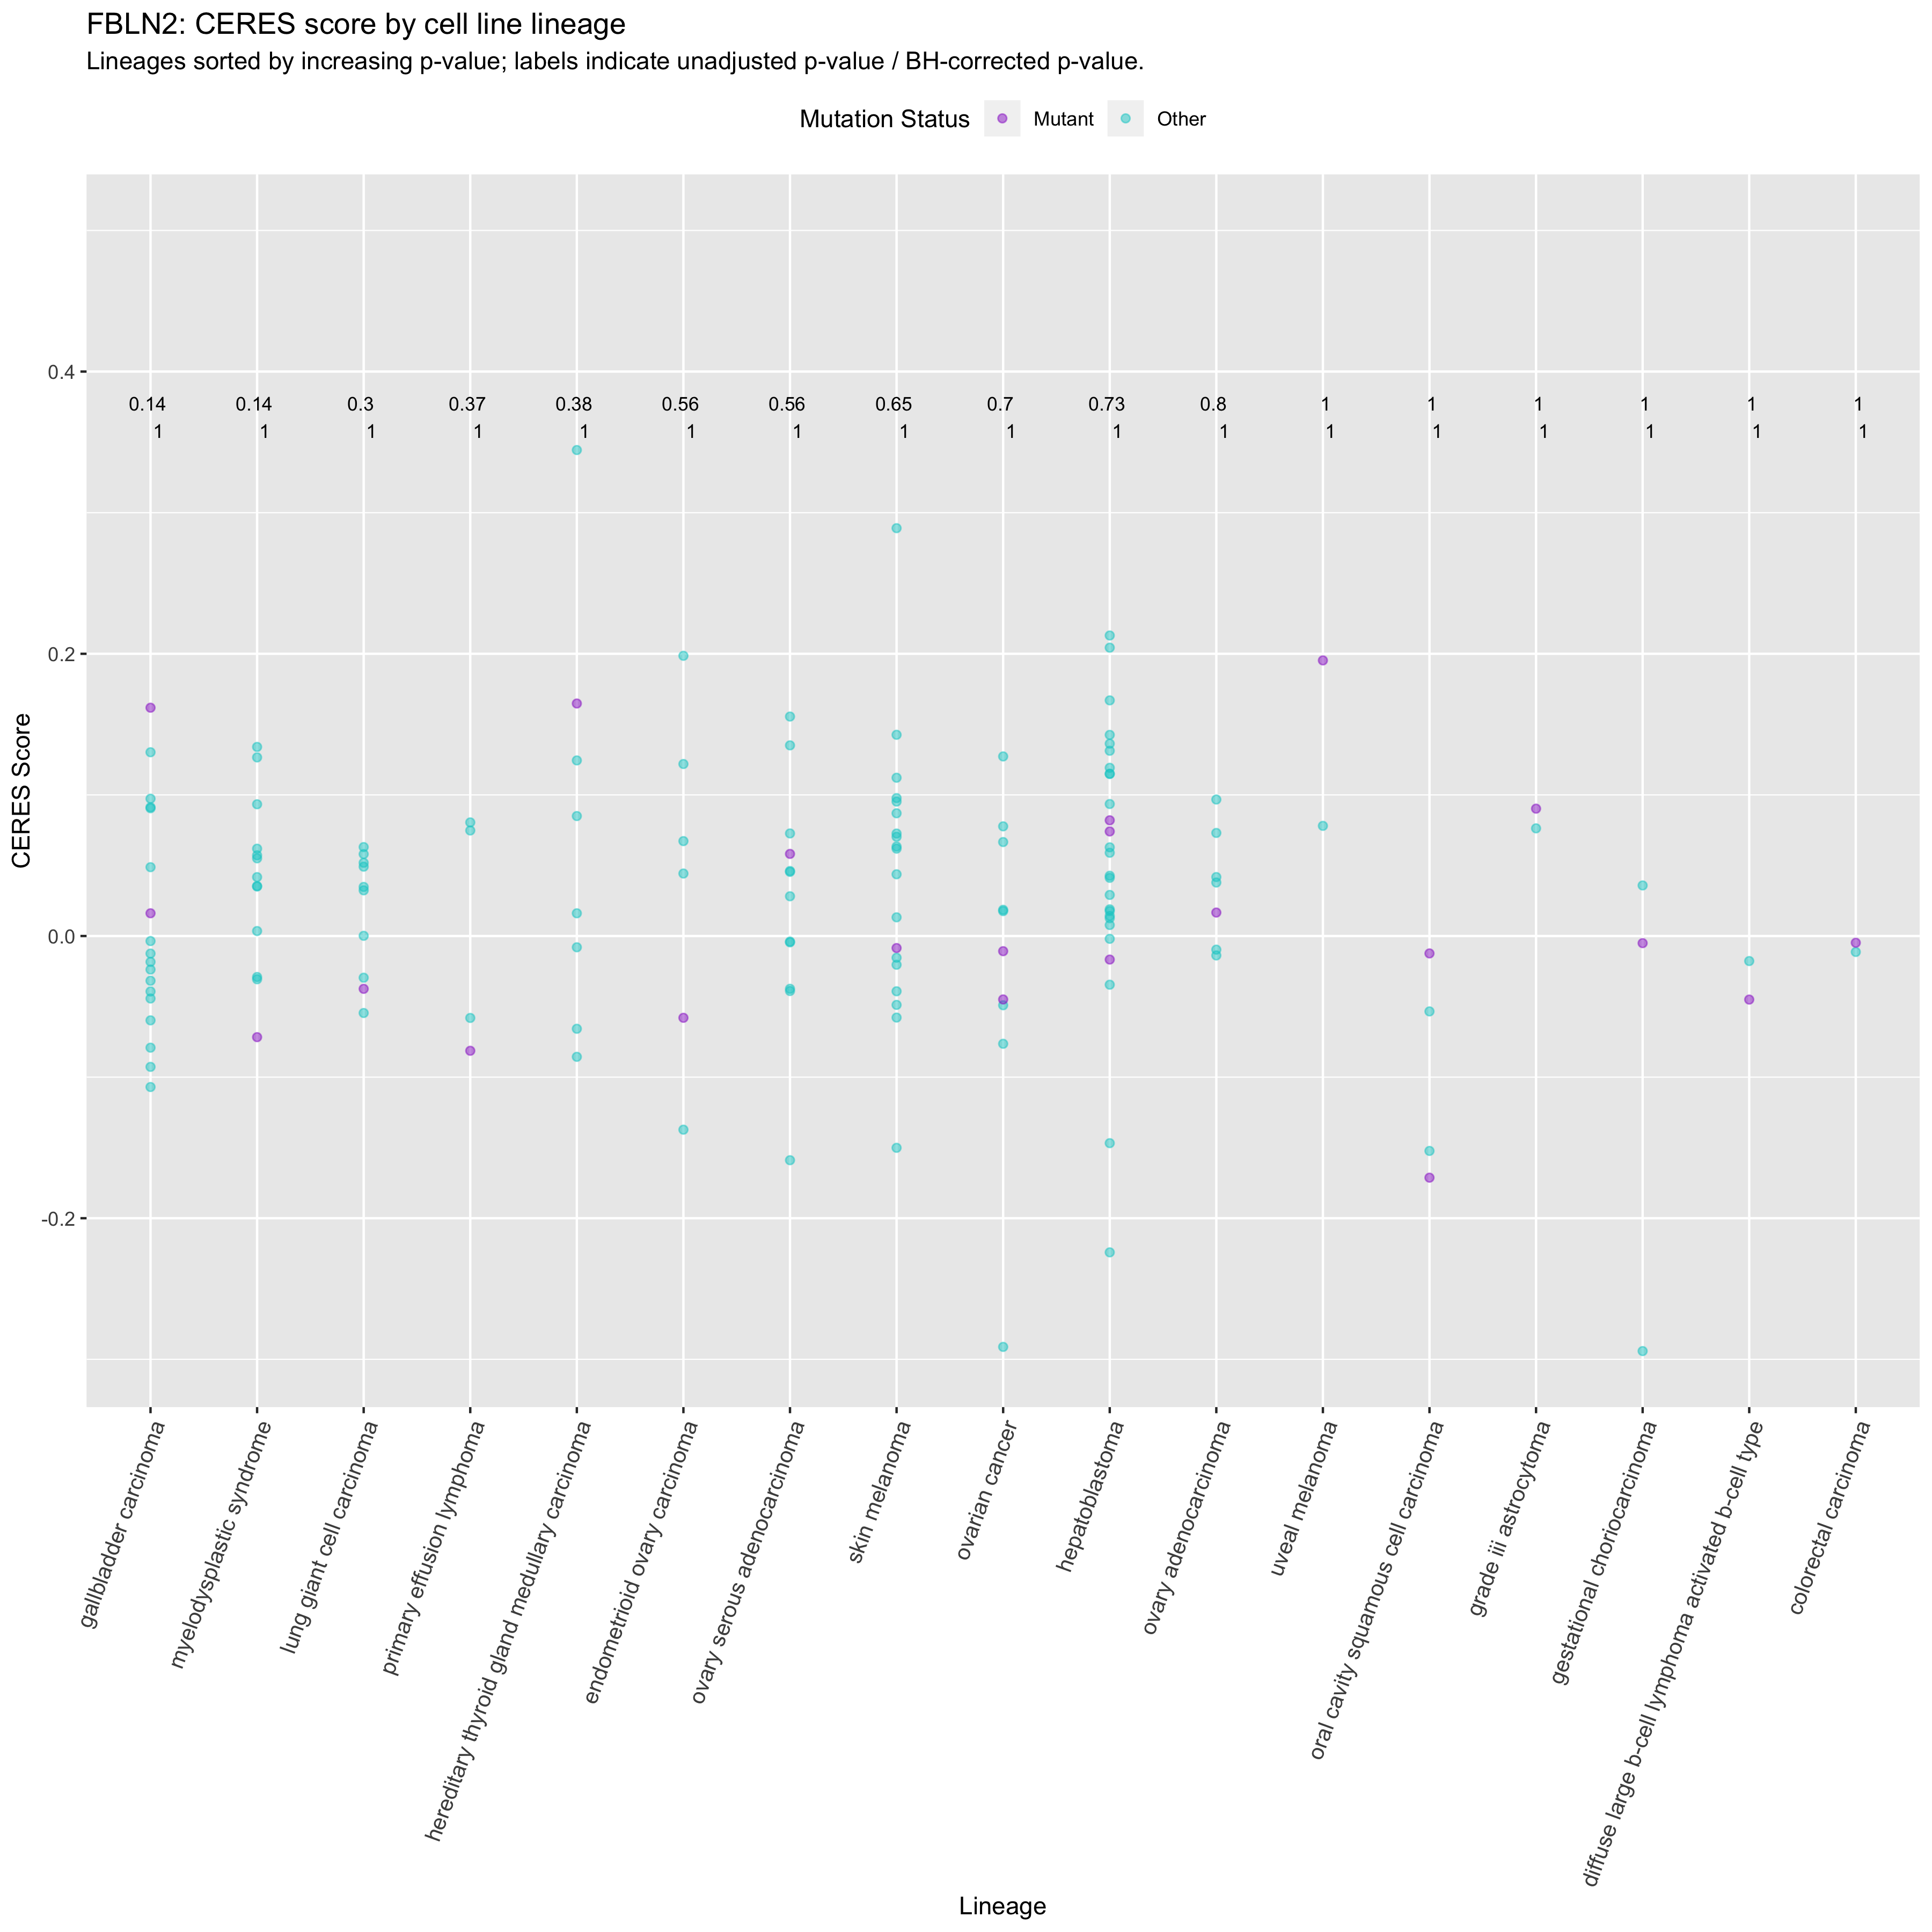 FBLN2: CERES score by cell line lineage
Lineages sorted by increasing p-value; labels indicate unadjusted p-value / BH-corrected p-value.
Mutation Status Mutant Other
0.4
0.14 0.14 0.3 0.37 0.38 0.56 0.56 0.65 0.7 0.73 0.8 1 1 1 1 1 1
1 1 1 1 1 1 1 1 1 1 1 1 1 1 1 1 1
0.2
CERES Score
0.0
-0.2
gallbladder carcinoma
myelodysplastic syndrome
lung giant cell carcinoma
primary effusion lymphoma
hereditary thyroid gland medullary carcinoma
endometrioid ovary carcinoma
ovary serous adenocarcinoma
skin melanoma
ovarian cancer
hepatoblastoma
ovary adenocarcinoma
uveal melanoma
oral cavity squamous cell carcinoma
grade iii astrocytoma
gestational choriocarcinoma
diffuse large b-cell lymphoma activated b-cell type
colorectal carcinoma
Lineage